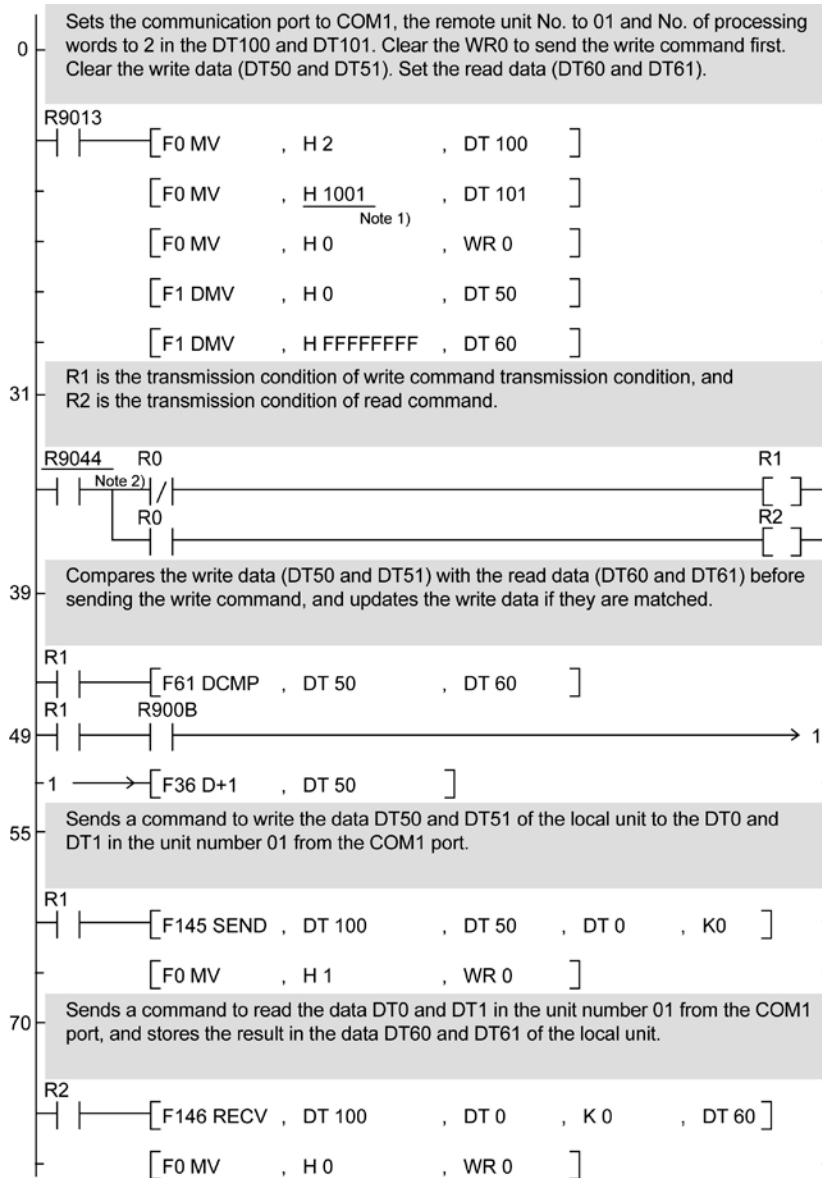 Sets the communication port to COM1, the remote unit No. to 01 and No. of processing
0 words to 2 in the DT100 and DT101. Clear the WR0 to send the write command first.
Clear the write data (DT50 and DT51). Set the read data (DT60 and DT61).
R9013
[F0 MV , H 2 , DT 100 ]
[F0 MV , H 1001 , DT 101 ]
Note 1)
[F0 MV , H 0 , WR 0 ]
[F1 DMV , H 0 , DT 50 ]
[F1 DMV , H FFFFFFFF , DT 60 ]
R1 is the transmission condition of write command transmission condition, and
31 R2 is the transmission condition of read command.
R9044 R0 R1
Note 2)
R0 R2
Compares the write data (DT50 and DT51) with the read data (DT60 and DT61) before
39 sending the write command, and updates the write data if they are matched.
R1
[F61 DCMP , DT 50 , DT 60 ]
R1 R900B
49 1
1 [F36 D+1 , DT 50 ]
Sends a command to write the data DT50 and DT51 of the local unit to the DT0 and
55 DT1 in the unit number 01 from the COM1 port.
R1
[F145 SEND , DT 100 , DT 50 , DT 0 , K0 ]
[F0 MV , H 1 , WR 0 ]
Sends a command to read the data DT0 and DT1 in the unit number 01 from the COM1
70 port, and stores the result in the data DT60 and DT61 of the local unit.
R2
[F146 RECV , DT 100 , DT 0 , K 0 , DT 60 ]
[F0 MV , H 0 , WR 0 ]